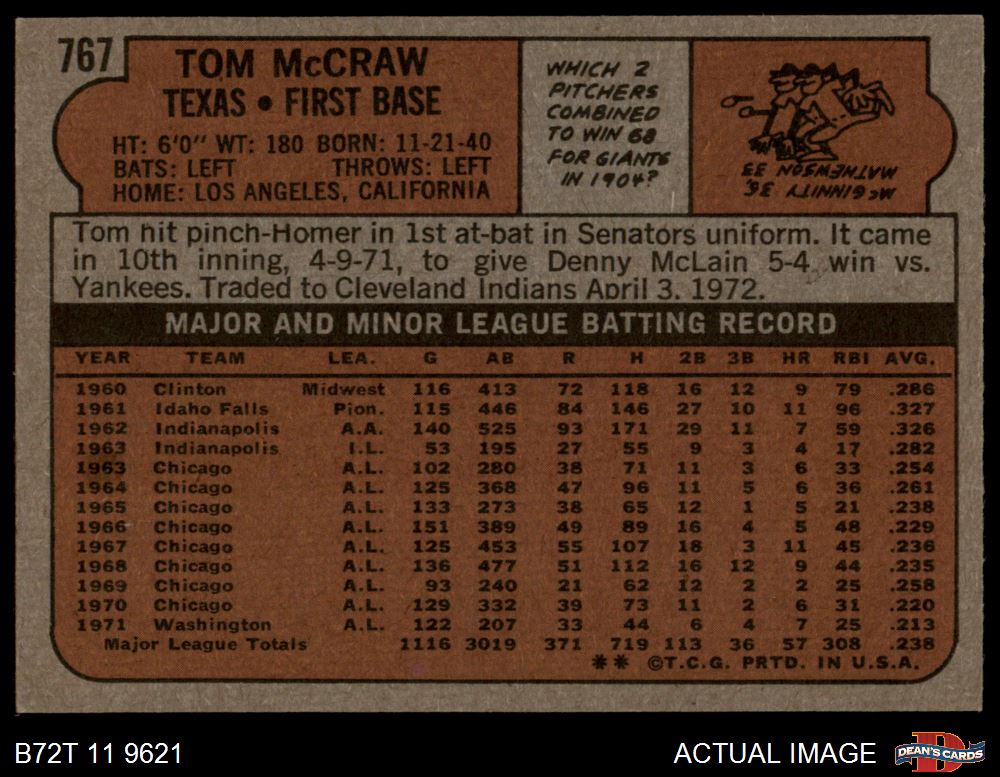 767
TOM McCRAW
TEXAS • FIRST BASE
HT: 6'0" WT: 180 BORN: 11-21-40
BATS: LEFT THROWS: LEFT
HOME: LOS ANGELES, CALIFORNIA
WHICH 2
PITCHERS
COMBINED
TO WIN 68
FOR GIANTS
IN 1904?
McGINNITY 35,
MATHEWSON 33
Tom hit pinch-Homer in 1st at-bat in Senators uniform. It came
in 10th inning, 4-9-71, to give Denny McLain 5-4 win vs.
Yankees. Traded to Cleveland Indians April 3, 1972.
MAJOR AND MINOR LEAGUE BATTING RECORD
YEAR TEAM LEA. G AB R H 2B 3B HR RBI AVG.
1960 Clinton Midwest 116 413 72 118 16 12 9 79 .286
1961 Idaho Falls Pion. 115 446 84 146 27 10 11 96 .327
1962 Indianapolis A.A. 140 525 93 171 29 11 7 59 .326
1963 Indianapolis I.L. 53 195 27 55 9 3 4 17 .282
1963 Chicago A.L. 102 280 38 71 11 3 6 33 .254
1964 Chicago A.L. 125 368 47 96 11 5 6 36 .261
1965 Chicago A.L. 133 273 38 65 12 1 5 21 .238
1966 Chicago A.L. 151 389 49 89 16 4 5 48 .229
1967 Chicago A.L. 125 453 55 107 18 3 11 45 .236
1968 Chicago A.L. 136 477 51 112 16 12 9 44 .235
1969 Chicago A.L. 93 240 21 62 12 2 2 25 .258
1970 Chicago A.L. 129 332 39 73 11 2 6 31 .220
1971 Washington A.L. 122 207 33 44 6 4 7 25 .213
Major League Totals 1116 3019 371 719 113 36 57 308 .238
** ©T.C.G. PRTD. IN U.S.A.
B72T 11 9621
ACTUAL IMAGE
DEAN'S CARDS